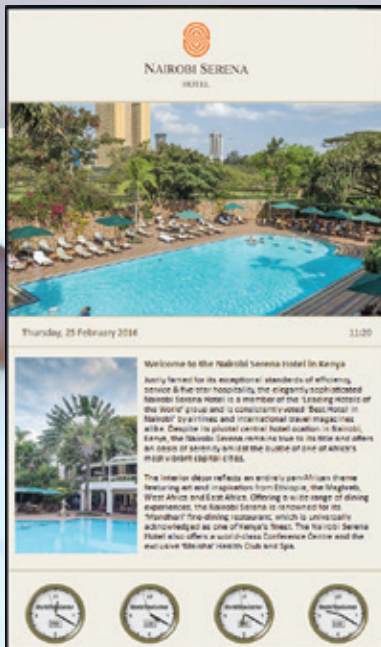 NAIROBI SERENA
HOTEL
Thursday, 25 February 2016
11:20
Welcome to the Nairobi Serena Hotel in Kenya
Justly famed for its exceptional standards of efficiency,
service & five-star hospitality, the elegantly sophisticated
Nairobi Serena Hotel is a member of the 'Leading Hotels of
the World' group and is consistently voted 'Best Hotel in
Nairobi' by airlines and international travel magazines
alike. Despite its pivotal central hotel location in Nairobi,
Kenya, the Nairobi Serena remains true to its title and offers
an oasis of serenity amidst the bustle of one of Africa's
most vibrant capital cities.
The interior décor reflects an entirely pan-African theme
featuring art and inspiration from Ethiopia, the Maghreb,
West Africa and East Africa. Offering a wide range of dining
experiences, the Nairobi Serena is renowned for its
'Mandhari' fine-dining restaurant, which is universally
acknowledged as one of Kenya's finest. The Nairobi Serena
Hotel also offers a world-class Conference Centre and the
exclusive 'Maisha' Health Club and Spa.